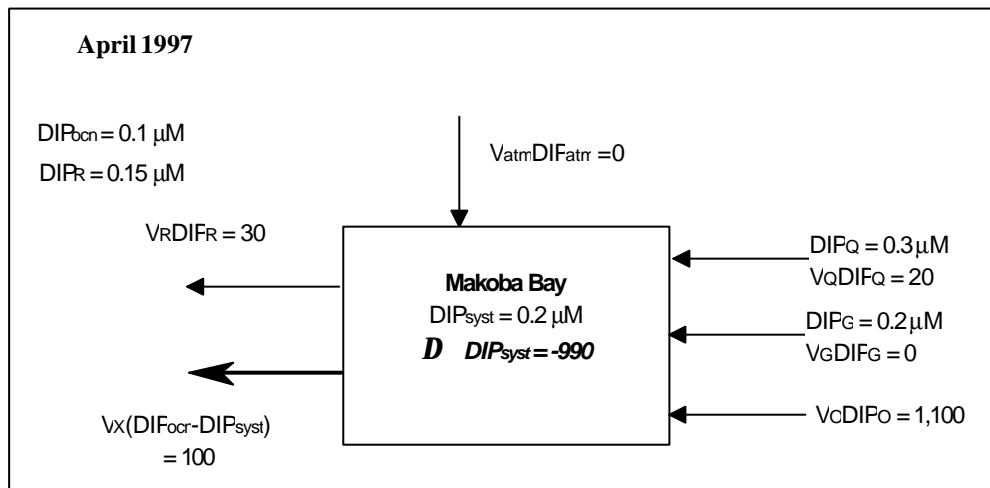 April 1997
DIPocn = 0.1 µM
DIPR = 0.15 µM
VatmDIFatm = 0
VRDIFR = 30
DIPQ = 0.3 µM
VQDIFQ = 20
Makoba Bay
DIPsyst = 0.2 µM
D DIPsyst = -990
DIPG = 0.2 µM
VGDIFG = 0
VX(DIFocr-DIPsyst)
= 100
VODIPO = 1,100